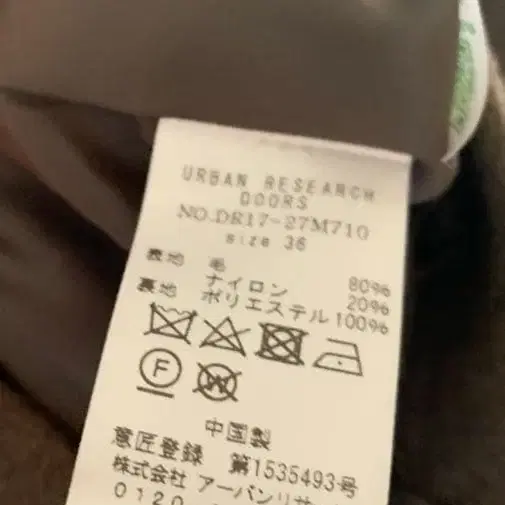 URBAN RESEARCH
DOORS
NO.DR17-27M710
size 36
表地 毛 80%
ナイロン 20%
裏地 ポリエステル 100%
F
W
中国製
意匠登録 第1535493号
株式会社 アーバンリサ
0120